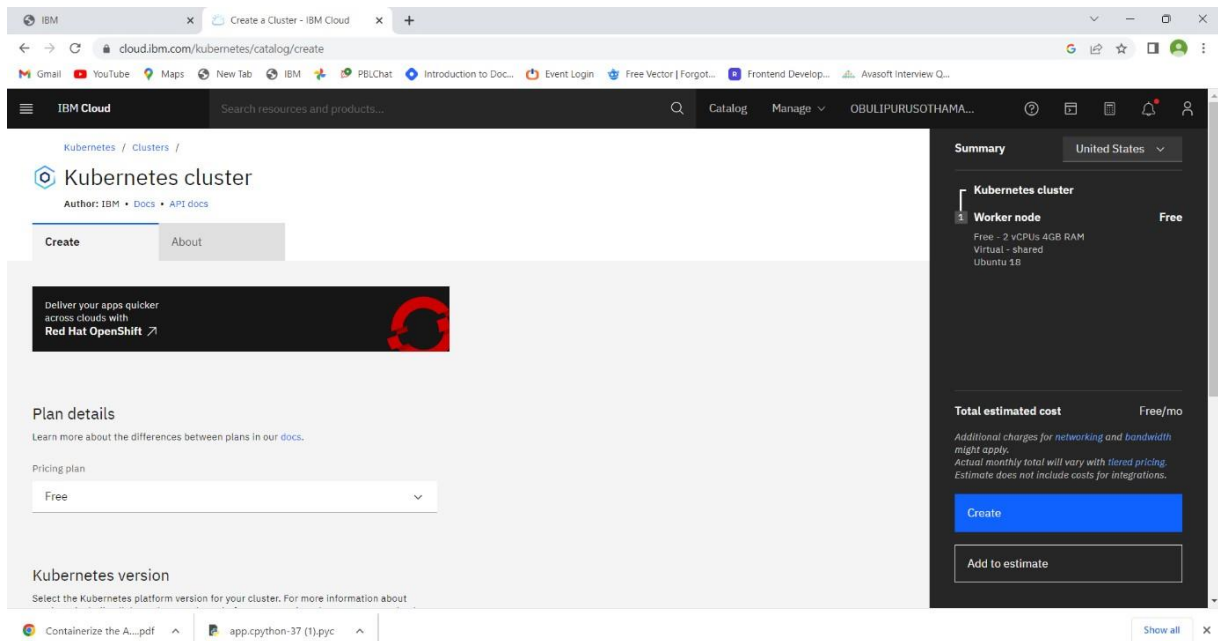 IBM
Create a Cluster - IBM Cloud
cloud.ibm.com/kubernetes/catalog/create
Gmail YouTube Maps New Tab IBM PBLChat Introduction to Doc... Event Login Free Vector | Forgot... Frontend Develop... Avasoft Interview Q...
IBM Cloud
Search resources and products...
Catalog Manage OBULIPURUSOTHAMA...
Kubernetes / Clusters /
Kubernetes cluster
Author: IBM • Docs • API docs
Create About
Deliver your apps quicker
across clouds with
Red Hat OpenShift
Plan details
Learn more about the differences between plans in our docs.
Pricing plan
Free
Kubernetes version
Select the Kubernetes platform version for your cluster. For more information about
Summary United States
Kubernetes cluster
1 Worker node Free
Free - 2 vCPUs 4GB RAM
Virtual - shared
Ubuntu 18
Total estimated cost Free/mo
Additional charges for networking and bandwidth
might apply.
Actual monthly total will vary with tiered pricing.
Estimate does not include costs for integrations.
Create
Add to estimate
Containerize the A....pdf app.cpython-37 (1).pyc Show all